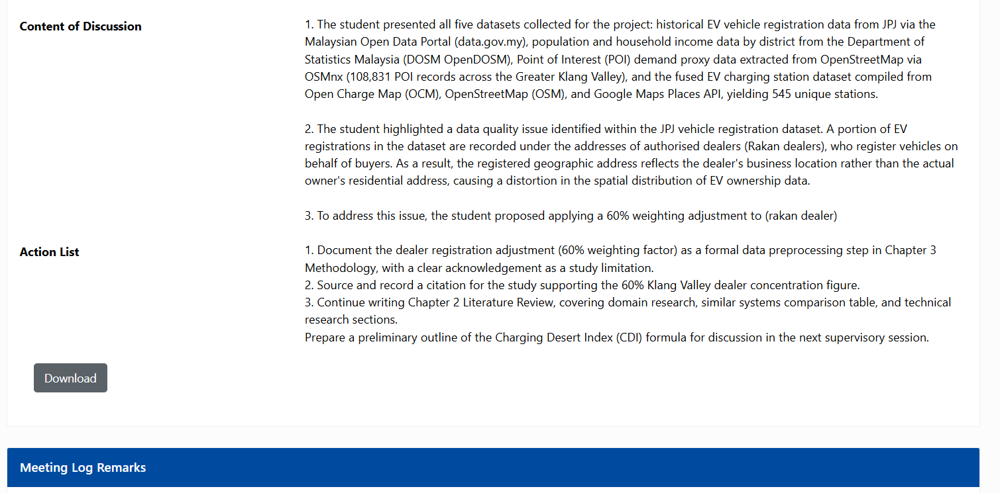 Content of Discussion
1. The student presented all five datasets collected for the project: historical EV vehicle registration data from JPJ via the
Malaysian Open Data Portal (data.gov.my), population and household income data by district from the Department of
Statistics Malaysia (DOSM OpenDOSM), Point of Interest (POI) demand proxy data extracted from OpenStreetMap via
OSMnx (108,831 POI records across the Greater Klang Valley), and the fused EV charging station dataset compiled from
Open Charge Map (OCM), OpenStreetMap (OSM), and Google Maps Places API, yielding 545 unique stations.
2. The student highlighted a data quality issue identified within the JPJ vehicle registration dataset. A portion of EV
registrations in the dataset are recorded under the addresses of authorised dealers (Rakan dealers), who register vehicles on
behalf of buyers. As a result, the registered geographic address reflects the dealer's business location rather than the actual
owner's residential address, causing a distortion in the spatial distribution of EV ownership data.
3. To address this issue, the student proposed applying a 60% weighting adjustment to (rakan dealer)
Action List
1. Document the dealer registration adjustment (60% weighting factor) as a formal data preprocessing step in Chapter 3
Methodology, with a clear acknowledgement as a study limitation.
2. Source and record a citation for the study supporting the 60% Klang Valley dealer concentration figure.
3. Continue writing Chapter 2 Literature Review, covering domain research, similar systems comparison table, and technical
research sections.
Prepare a preliminary outline of the Charging Desert Index (CDI) formula for discussion in the next supervisory session.
Download
Meeting Log Remarks